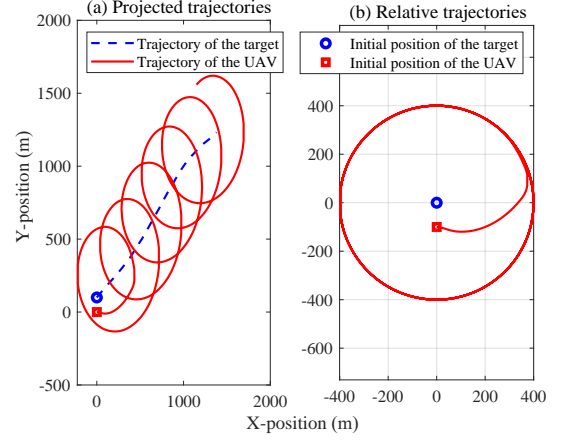 (a) Projected trajectories
(b) Relative trajectories
2000
1500
1000
500
0
-500
Y-position (m)
Trajectory of the target
Trajectory of the UAV
0
1000
2000
Initial position of the target
Initial position of the UAV
400
200
0
-200
-400
-600
-400
-200
0
200
400
X-position (m)